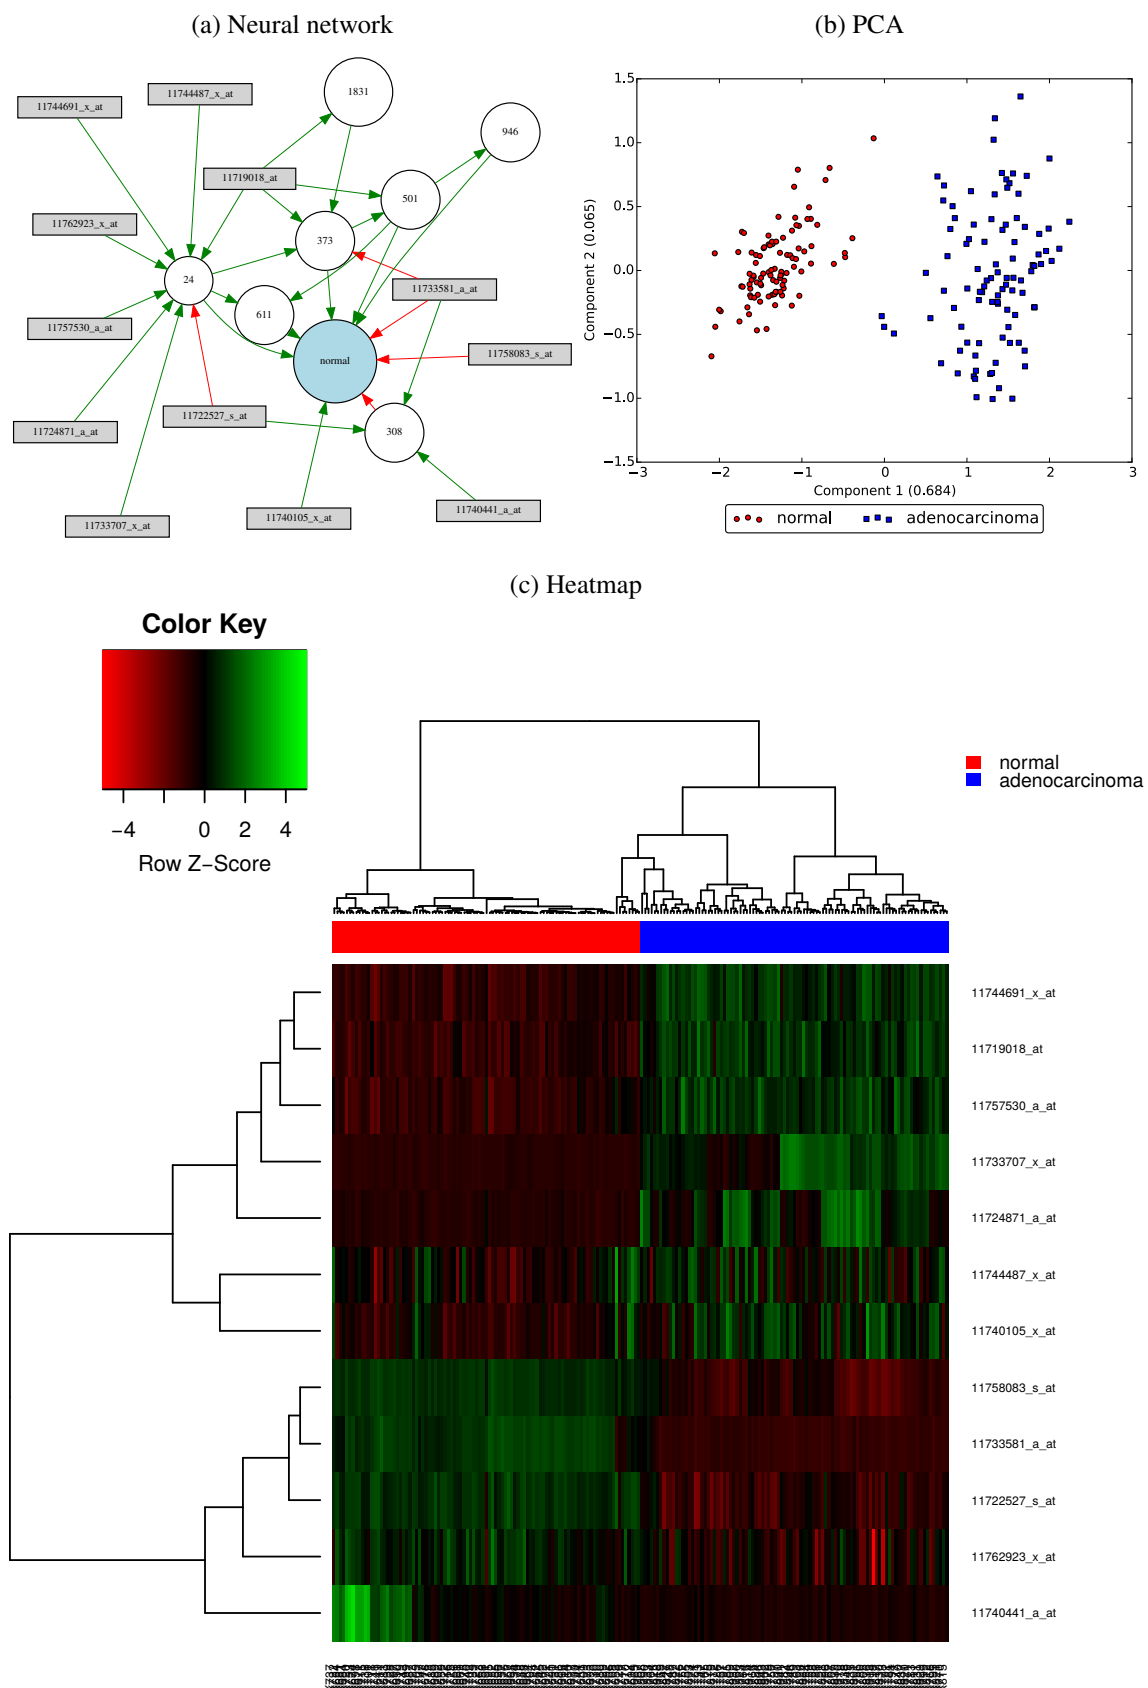 (a) Neural network
(b) PCA
1831
11744487_x_at
11744691_x_at
946
11719018_at
501
11762923_x_at
373
24
11733581_a_at
611
11757530_a_at
normal
11758083_s_at
11722527_s_at
11724871_a_at
308
11740441_a_at
11740105_x_at
11733707_x_at
1.5
1.0
0.5
0.0
−0.5
−1.0
−1.5
Component 2 (0.065)
−3 −2 −1 0 1 2 3
Component 1 (0.684)
normal adenocarcinoma
(c) Heatmap
Color Key
−4 0 2 4
Row Z−Score
normal
adenocarcinoma
11744691_x_at
11719018_at
11757530_a_at
11733707_x_at
11724871_a_at
11744487_x_at
11740105_x_at
11758083_s_at
11733581_a_at
11722527_s_at
11762923_x_at
11740441_a_at